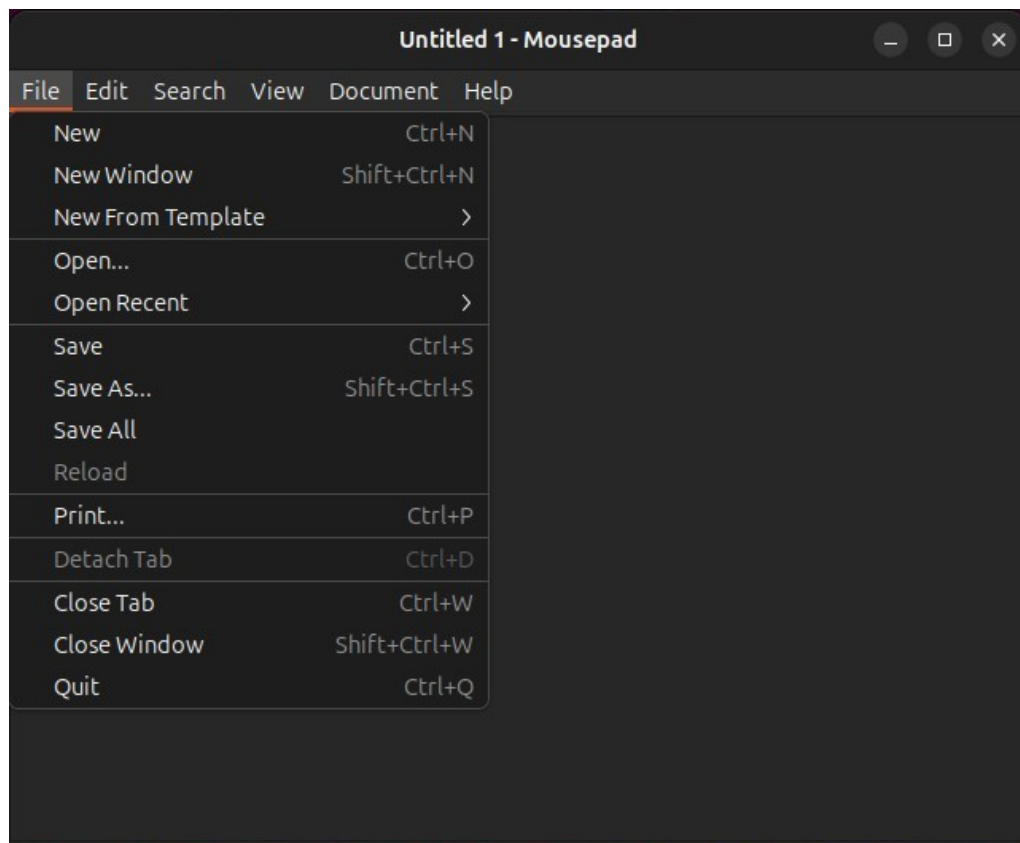 Untitled 1 - Mousepad
File Edit Search View Document Help
New Ctrl+N
New Window Shift+Ctrl+N
New From Template
Open... Ctrl+O
Open Recent
Save Ctrl+S
Save As... Shift+Ctrl+S
Save All
Reload
Print... Ctrl+P
Detach Tab Ctrl+D
Close Tab Ctrl+W
Close Window Shift+Ctrl+W
Quit Ctrl+Q